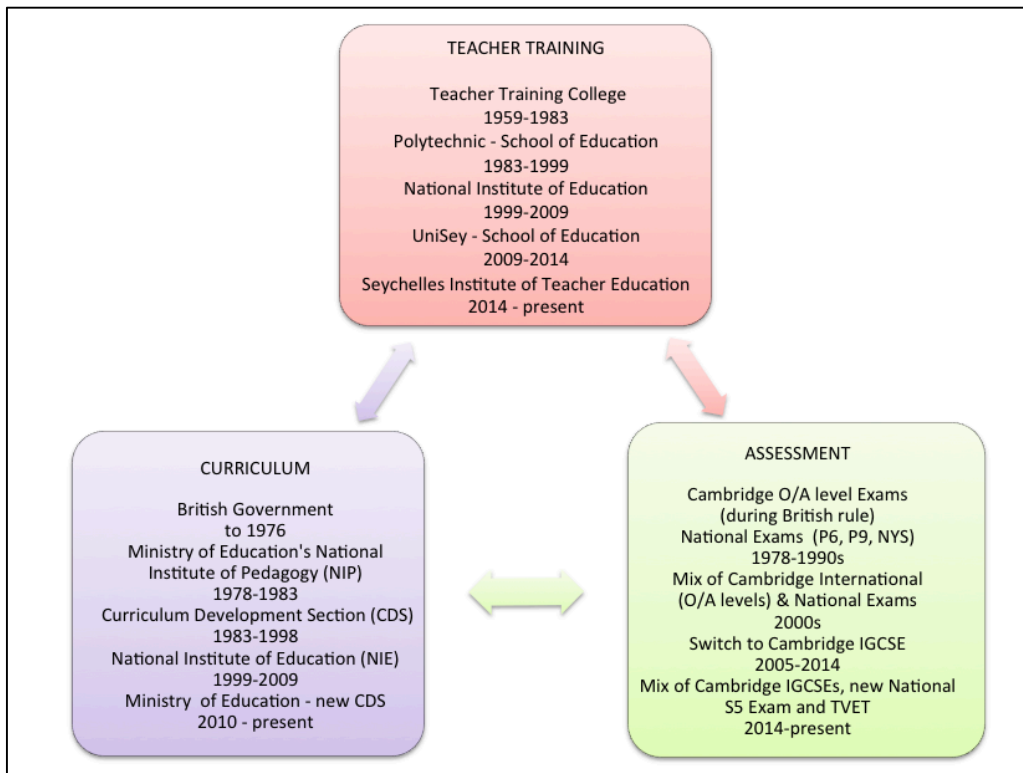 TEACHER TRAINING
Teacher Training College
1959-1983
Polytechnic - School of Education
1983-1999
National Institute of Education
1999-2009
UniSey - School of Education
2009-2014
Seychelles Institute of Teacher Education
2014 - present
CURRICULUM
British Government
to 1976
Ministry of Education's National
Institute of Pedagogy (NIP)
1978-1983
Curriculum Development Section (CDS)
1983-1998
National Institute of Education (NIE)
1999-2009
Ministry of Education - new CDS
2010 - present
ASSESSMENT
Cambridge O/A level Exams
(during British rule)
National Exams (P6, P9, NYS)
1978-1990s
Mix of Cambridge International
(O/A levels) & National Exams
2000s
Switch to Cambridge IGCSE
2005-2014
Mix of Cambridge IGCSEs, new National
S5 Exam and TVET
2014-present